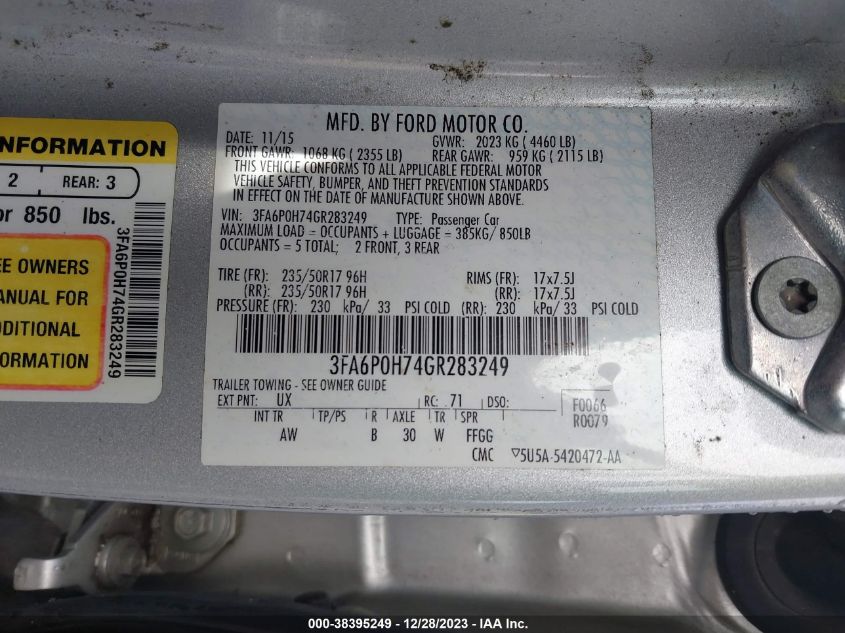 NFORMATION
2 REAR: 3
or 850 lbs.
EE OWNERS
MANUAL FOR
DDITIONAL
FORMATION
3FA6P0H74GR283249
MFD. BY FORD MOTOR CO.
DATE: 11/15 GVWR: 2023 KG ( 4460 LB)
FRONT GAWR: 1068 KG ( 2355 LB) REAR GAWR: 959 KG ( 2115 LB)
THIS VEHICLE CONFORMS TO ALL APPLICABLE FEDERAL MOTOR
VEHICLE SAFETY, BUMPER, AND THEFT PREVENTION STANDARDS
IN EFFECT ON THE DATE OF MANUFACTURE SHOWN ABOVE.
VIN: 3FA6P0H74GR283249 TYPE: Passenger Car
MAXIMUM LOAD = OCCUPANTS + LUGGAGE = 385KG/ 850LB
OCCUPANTS = 5 TOTAL; 2 FRONT, 3 REAR
TIRE (FR): 235/50R17 96H RIMS (FR): 17x7.5J
(RR): 235/50R17 96H (RR): 17x7.5J
PRESSURE (FR): 230 kPa/ 33 PSI COLD (RR): 230 kPa/ 33 PSI COLD
3FA6P0H74GR283249
TRAILER TOWING - SEE OWNER GUIDE
EXT PNT: UX RC: 71 DSO:
INT TR TP/PS R AXLE TR SPR
AW B 30 W FFGG
F0066
R0079
CMC ▽5U5A-5420472-AA
000-38395249 - 12/28/2023 - IAA Inc.